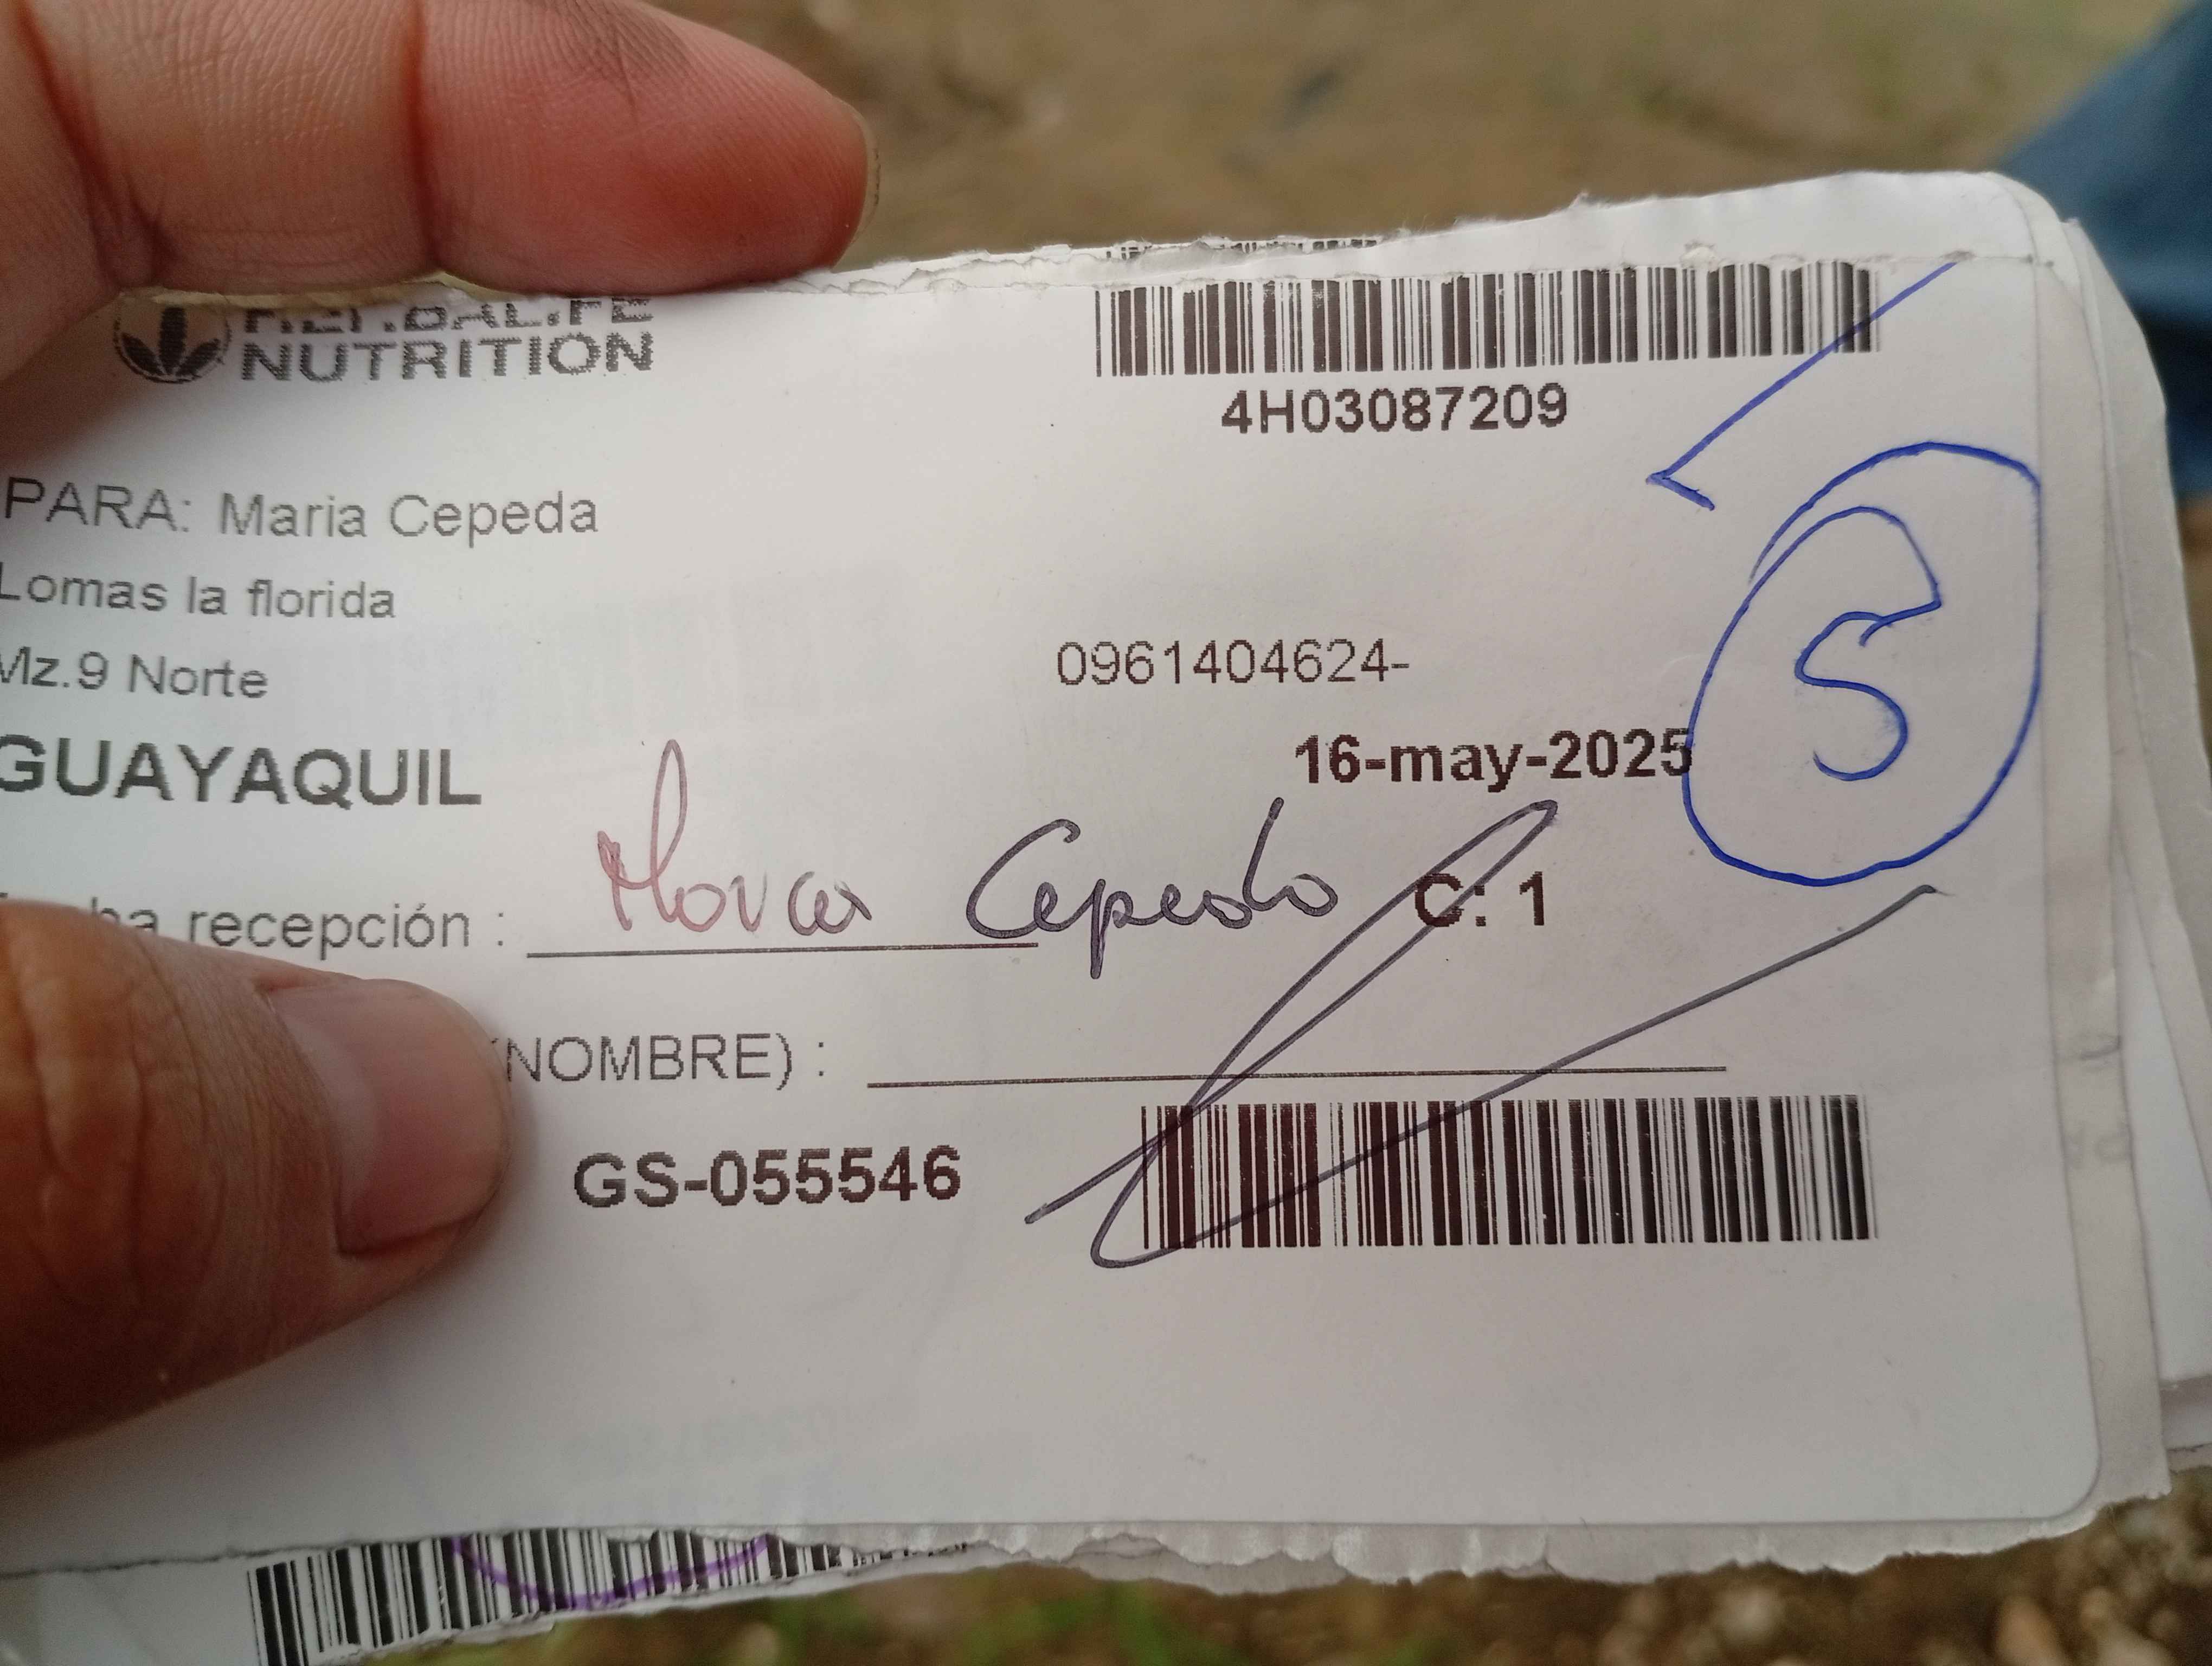 HERBALIFE
NUTRITION
4H03087209
PARA: Maria Cepeda
Lomas la florida
Mz.9 Norte
0961404624-
GUAYAQUIL
16-may-2025
S
recepción : Cepeda C: 1
(NOMBRE) :
GS-055546